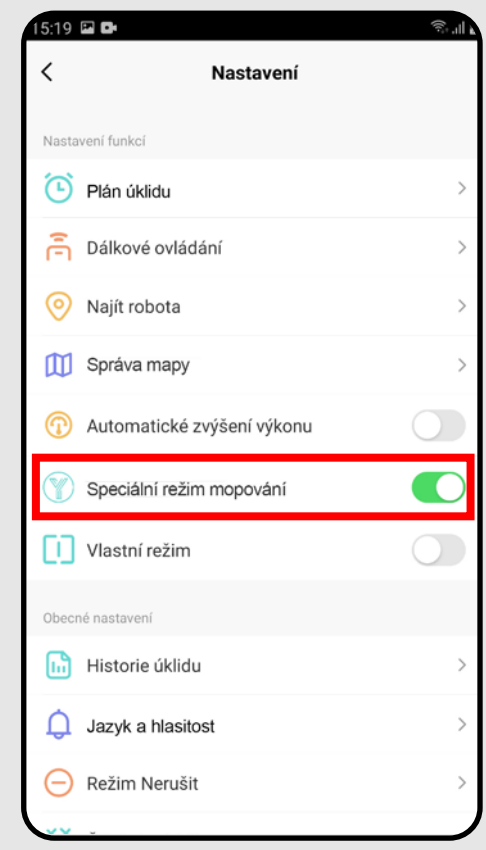 15:19
Nastavení
Nastavení funkcí
Plán úklidu
Dálkové ovládání
Najít robota
Správa mapy
Automatické zvýšení výkonu
Speciální režim mopování
Vlastní režim
Obecné nastavení
Historie úklidu
Jazyk a hlasitost
Režim Nerušit